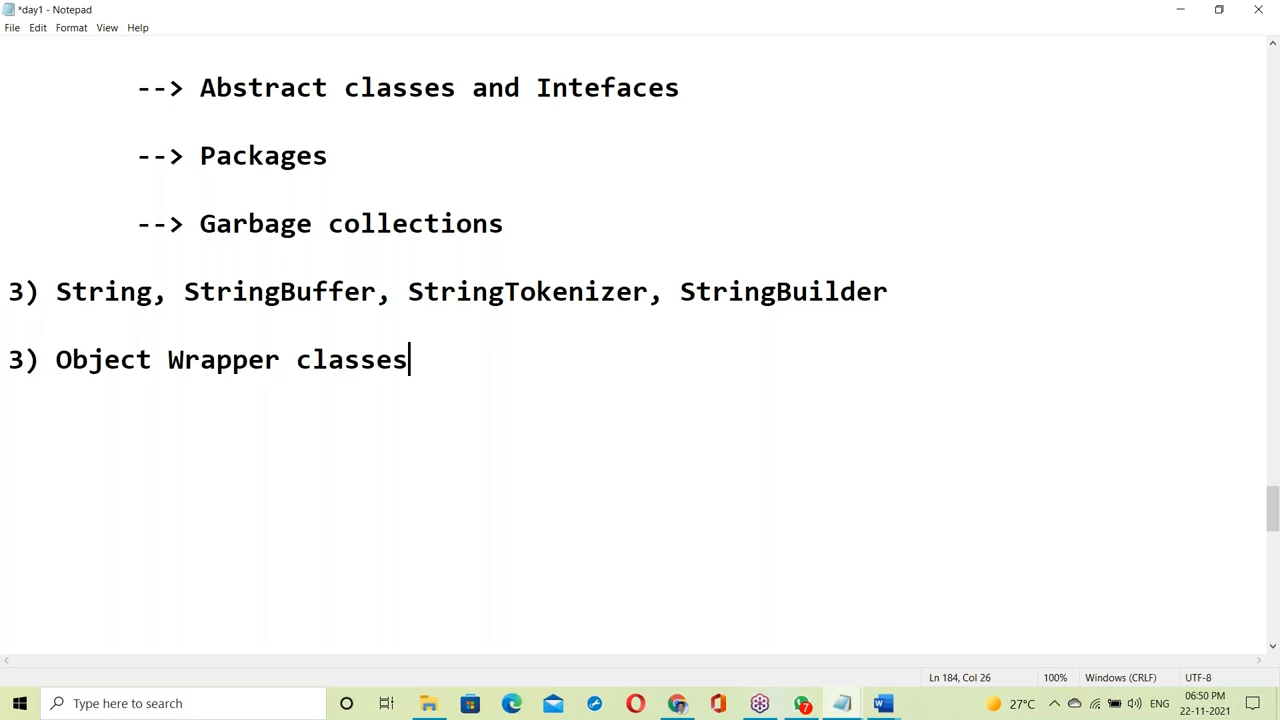 *day1 - Notepad
File Edit Format View Help
--> Abstract classes and Intefaces
--> Packages
--> Garbage collections
3) String, StringBuffer, StringTokenizer, StringBuilder
3) Object Wrapper classes
Ln 184, Col 26 100% Windows (CRLF) UTF-8
Type here to search 7 27°C ENG 06:50 PM
22-11-2021